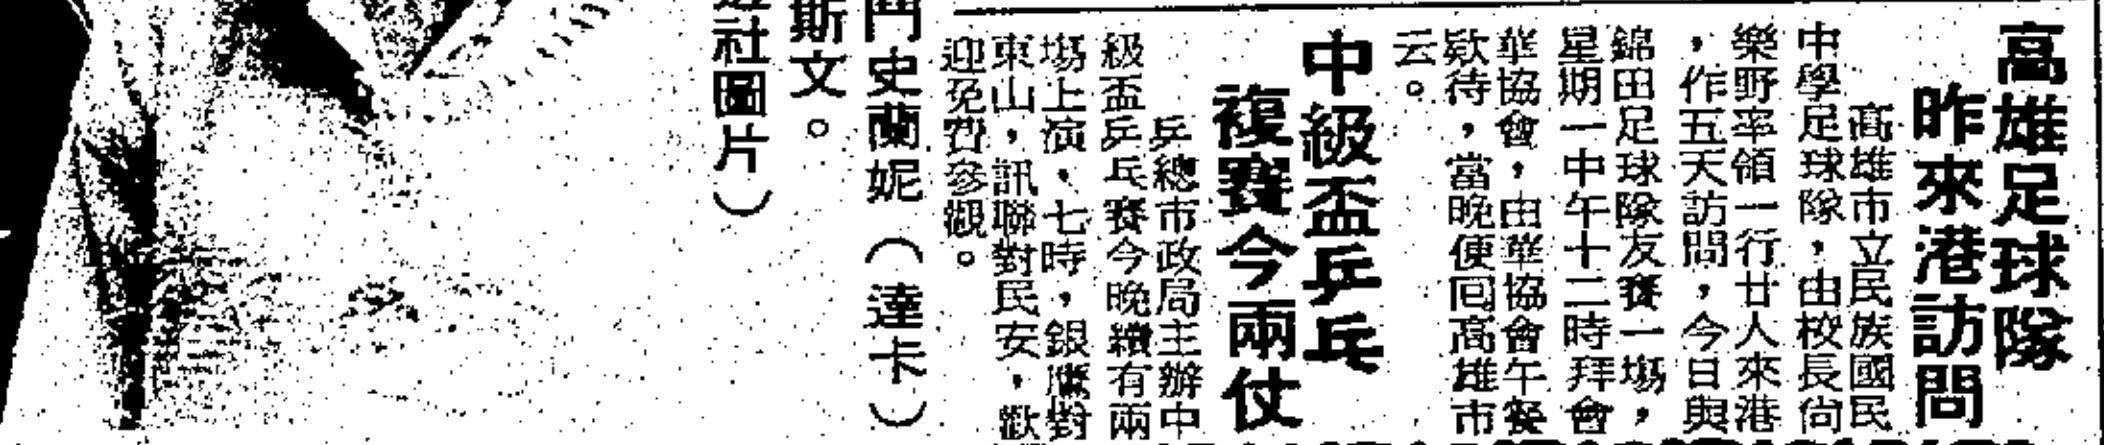 高雄足球隊
昨來港訪問
高雄市立民族國民
中學足球隊，由校長尙
樂野率領一行廿人來港
，作五天訪問，今日與
錦田足球隊友賽一塲，
星期一中午十二時拜會
華協會，由華協會午餐
欵待，當晚便囘高雄市
云。
中級盃乒乓
複賽今兩仗
乒總市政局主辦中
級盃乒乓賽今晚續有兩
塲上演，七時，銀鷹對
東山，訊聯對民安，歡
迎免費參觀。
門史蘭妮（達卡）
斯文。
社圖片）